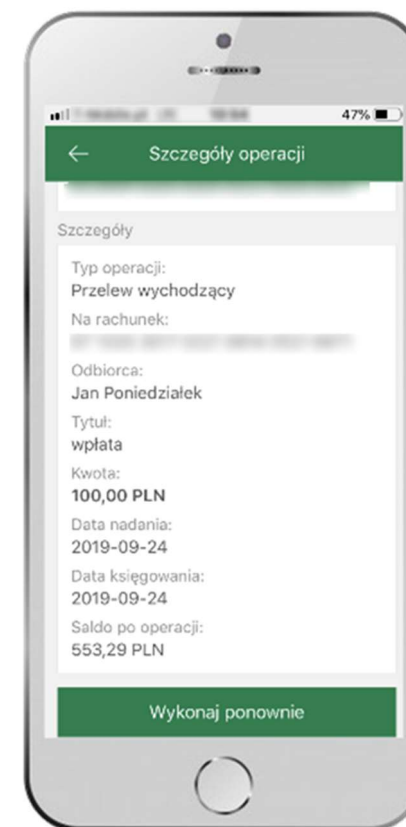 47%
Szczegóły operacji
Szczegóły
Typ operacji:
Przelew wychodzący
Na rachunek:
Odbiorca:
Jan Poniedziałek
Tytuł:
wpłata
Kwota:
100,00 PLN
Data nadania:
2019-09-24
Data księgowania:
2019-09-24
Saldo po operacji:
553,29 PLN
Wykonaj ponownie